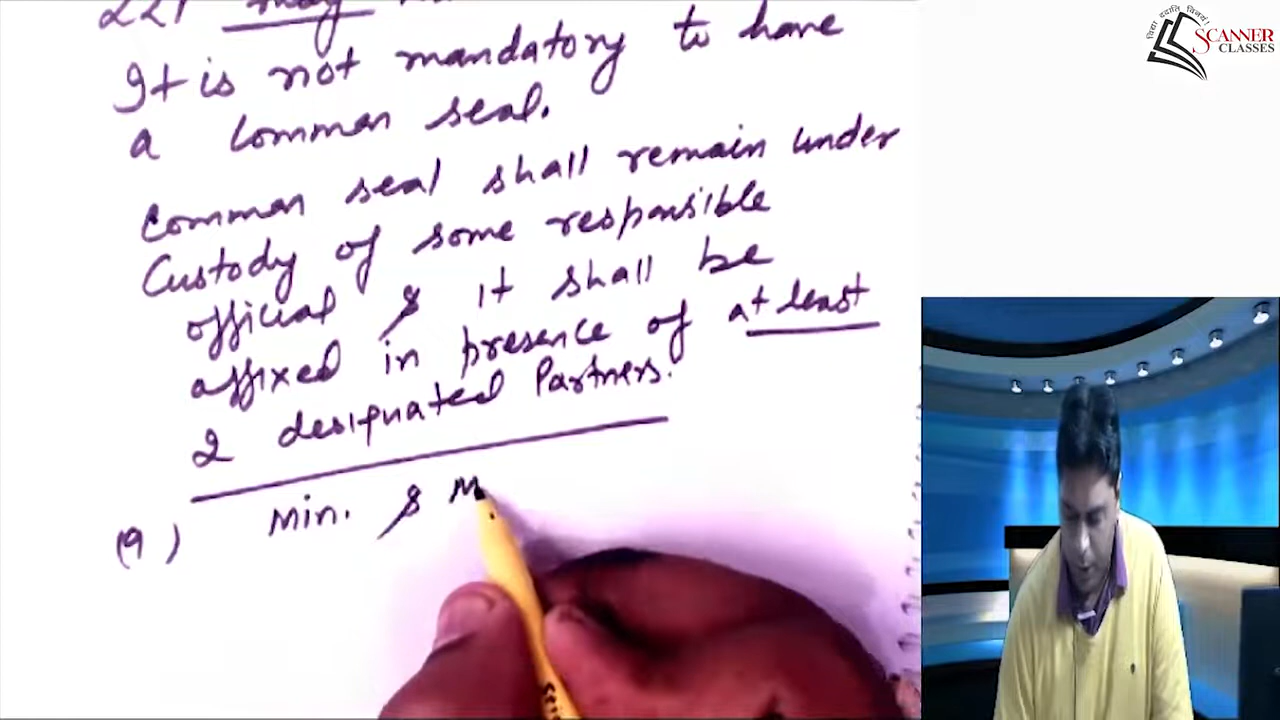 may
It is not mandatory to have
a common seal.
Common seal shall remain under
Custody of some responsible
official & it shall be
affixed in presence of at least
2 designated Partners.
(9) Min. & M
SCANNER
CLASSES